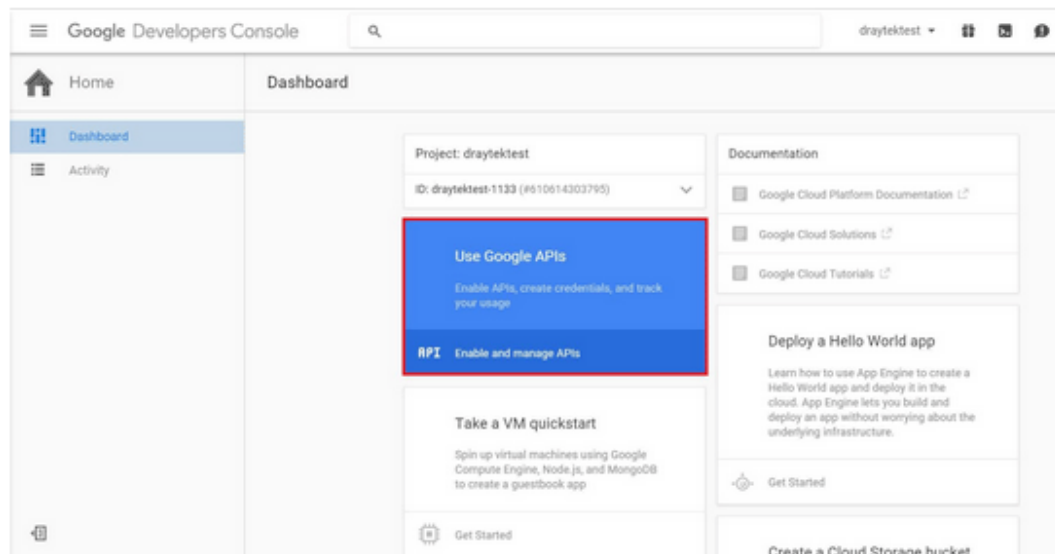 Google Developers Console
draytektest
Home
Dashboard
Dashboard
Activity
Project: draytektest
ID: draytektest-1133 (#610614303795)
Use Google APIs
Enable APIs, create credentials, and track
your usage
API Enable and manage APIs
Take a VM quickstart
Spin up virtual machines using Google
Compute Engine, Node.js, and MongoDB
to create a guestbook app
Get Started
Documentation
Google Cloud Platform Documentation
Google Cloud Solutions
Google Cloud Tutorials
Deploy a Hello World app
Learn how to use App Engine to create a
Hello World app and deploy it in the
cloud. App Engine lets you build and
deploy an app without worrying about the
underlying infrastructure.
Get Started
Create a Cloud Storage bucket